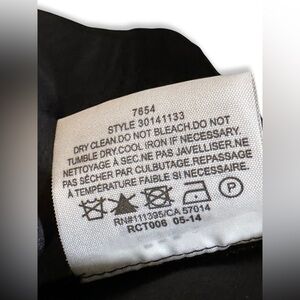 7654
STYLE 30141133
DRY CLEAN.DO NOT BLEACH.DO NOT
TUMBLE DRY.COOL IRON IF NECESSARY.
NETTOYAGE À SEC.NE PAS JAVELLISER.NE
PAS SÉCHER PAR CULBUTAGE.REPASSAGE
À TEMPÉRATURE FAIBLE SI NÉCESSAIRE.
P
RN#111395/CA 57014
RCT006 05-14